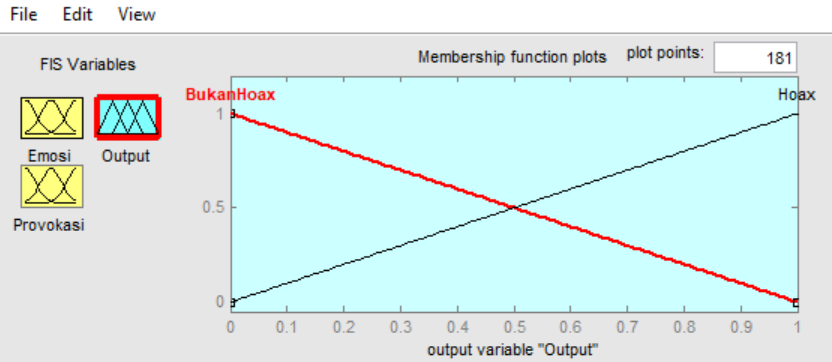 File Edit View
FIS Variables
Emosi Output
Provokasi
Membership function plots plot points: 181
BukanHoax Hoax
1
0.5
0
0 0.1 0.2 0.3 0.4 0.5 0.6 0.7 0.8 0.9 1
output variable "Output"